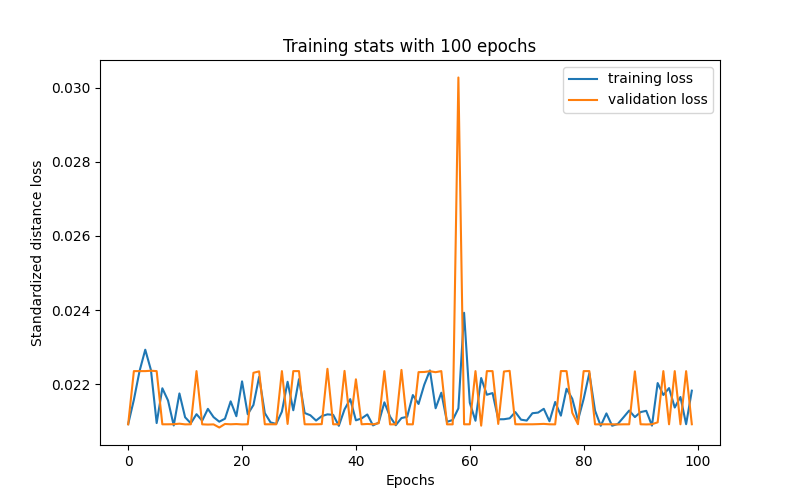 Training stats with 100 epochs
training loss
validation loss
Standardized distance loss
0.030
0.028
0.026
0.024
0.022
0 20 40 60 80 100
Epochs